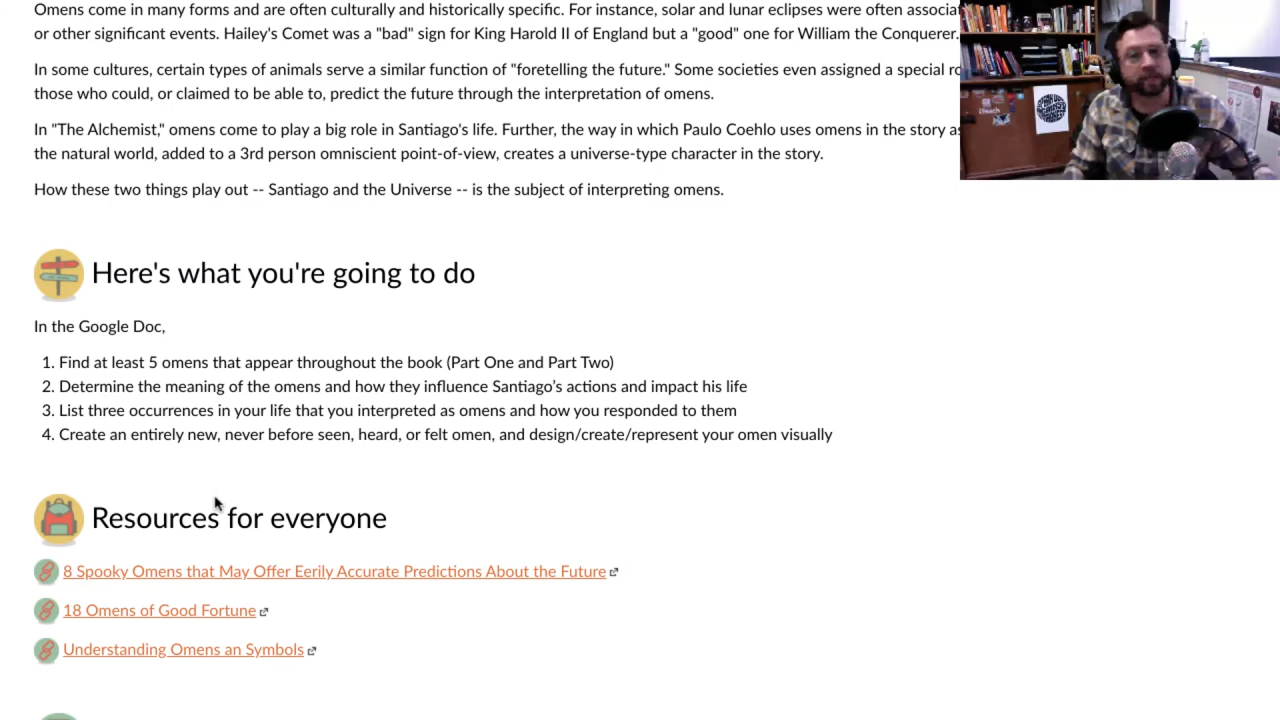 Omens come in many forms and are often culturally and historically specific. For instance, solar and lunar eclipses were often
or other significant events. Hailey's Comet was a "bad" sign for King Harold II of England but a "good" one for William the Conquerer.
In some cultures, certain types of animals serve a similar function of "foretelling the future." Some societies even assigned a special
those who could, or claimed to be able to, predict the future through the interpretation of omens.
In "The Alchemist," omens come to play a big role in Santiago's life. Further, the way in which Paulo Coehlo uses omens in the story
the natural world, added to a 3rd person omniscient point-of-view, creates a universe-type character in the story.
How these two things play out -- Santiago and the Universe -- is the subject of interpreting omens.
Here's what you're going to do
In the Google Doc,
1. Find at least 5 omens that appear throughout the book (Part One and Part Two)
2. Determine the meaning of the omens and how they influence Santiago's actions and impact his life
3. List three occurrences in your life that you interpreted as omens and how you responded to them
4. Create an entirely new, never before seen, heard, or felt omen, and design/create/represent your omen visually
Resources for everyone
8 Spooky Omens that May Offer Eerily Accurate Predictions About the Future
18 Omens of Good Fortune
Understanding Omens an Symbols